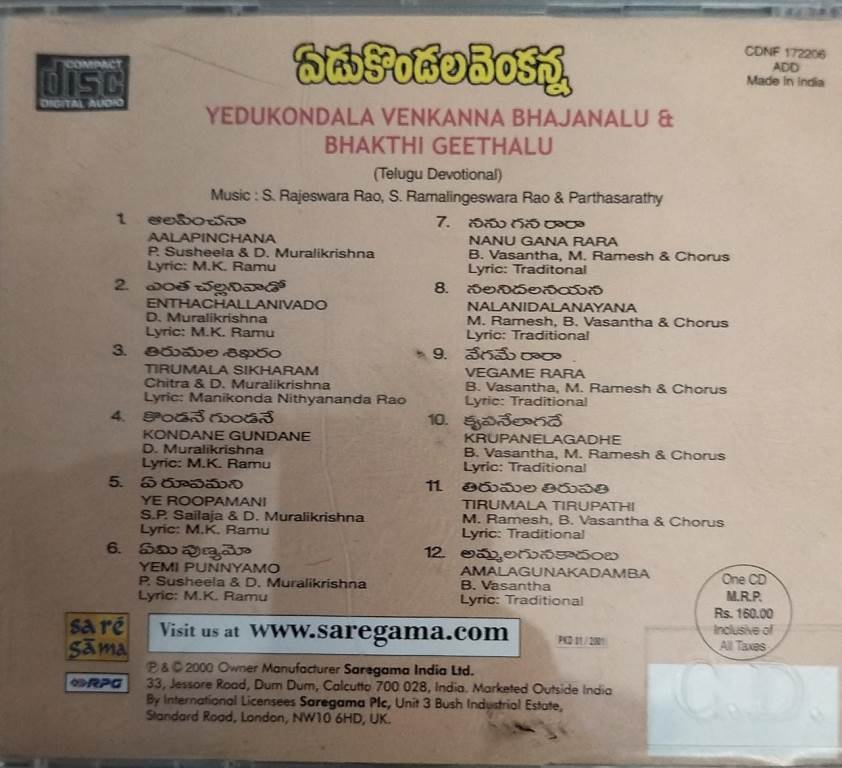 COMPACT
disc
DIGITAL AUDIO
ఏడుకొండల వెంకన్న
CDNF 172206
ADD
Made In India
YEDUKONDALA VENKANNA BHAJANALU &
BHAKTHI GEETHALU
(Telugu Devotional)
Music : S. Rajeswara Rao, S. Ramalingeswara Rao & Parthasarathy
1. ఆలపించనా
AALAPINCHANA
P. Susheela & D. Muralikrishna
Lyric: M.K. Ramu
2. ఎంత చల్లనివాడో
ENTHACHALLANIVADO
D. Muralikrishna
Lyric: M.K. Ramu
3. తిరుమల శిఖరం
TIRUMALA SIKHARAM
Chitra & D. Muralikrishna
Lyric: Manikonda Nithyananda Rao
4. కొండనే గుండనే
KONDANE GUNDANE
D. Muralikrishna
Lyric: M.K. Ramu
5. ఏ రూపమని
YE ROOPAMANI
S.P. Sailaja & D. Muralikrishna
Lyric: M.K. Ramu
6. ఏమి పుణ్యమో
YEMI PUNNYAMO
P. Susheela & D. Muralikrishna
Lyric: M.K. Ramu
7. నను గన రారా
NANU GANA RARA
B. Vasantha, M. Ramesh & Chorus
Lyric: Traditonal
8. నలనిదలనయన
NALANIDALANAYANA
M. Ramesh, B. Vasantha & Chorus
Lyric: Traditional
9. వేగమే రారా
VEGAME RARA
B. Vasantha, M. Ramesh & Chorus
Lyric: Traditional
10. కృపనేలాగదే
KRUPANELAGADHE
B. Vasantha, M. Ramesh & Chorus
Lyric: Traditional
11. తిరుమల తిరుపతి
TIRUMALA TIRUPATHI
M. Ramesh, B. Vasantha & Chorus
Lyric: Traditional
12. అమ్మలగునకాదంబ
AMALAGUNAKADAMBA
B. Vasantha
Lyric: Traditional
One CD
M.R.P.
Rs. 160.00
Inclusive of
All Taxes
sa re
ga ma
RPG
Visit us at www.saregama.com
PKD 01 / 2001
℗ & © 2000 Owner Manufacturer Saregama India Ltd.
33, Jessore Road, Dum Dum, Calcutta 700 028, India. Marketed Outside India
By International Licensees Saregama Plc, Unit 3 Bush Industrial Estate,
Standard Road, London, NW10 6HD, UK.
C.D.